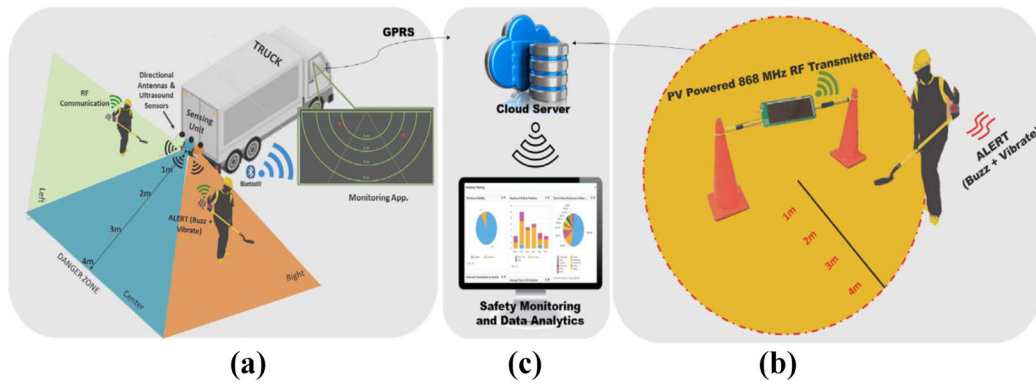 TRUCK
GPRS
Directional
Antennas &
Ultrasound
Sensors
RF
Communication
Sensing
Unit
Bluetooth
Monitoring App.
1m
2m
3m
4m
Left
Center
Right
DANGER ZONE
ALERT (Buzz +
Vibrate)
(a)
Cloud Server
Safety Monitoring
and Data Analytics
(c)
PV Powered 868 MHz RF Transmitter
ALERT
(Buzz + Vibrate)
1m
2m
3m
4m
(b)